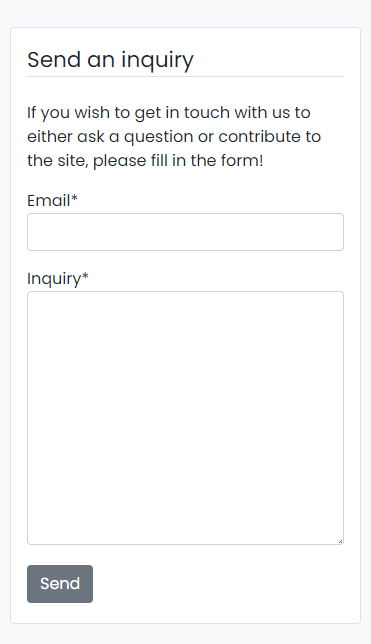 Send an inquiry
If you wish to get in touch with us to
either ask a question or contribute to
the site, please fill in the form!
Email*
Inquiry*
Send